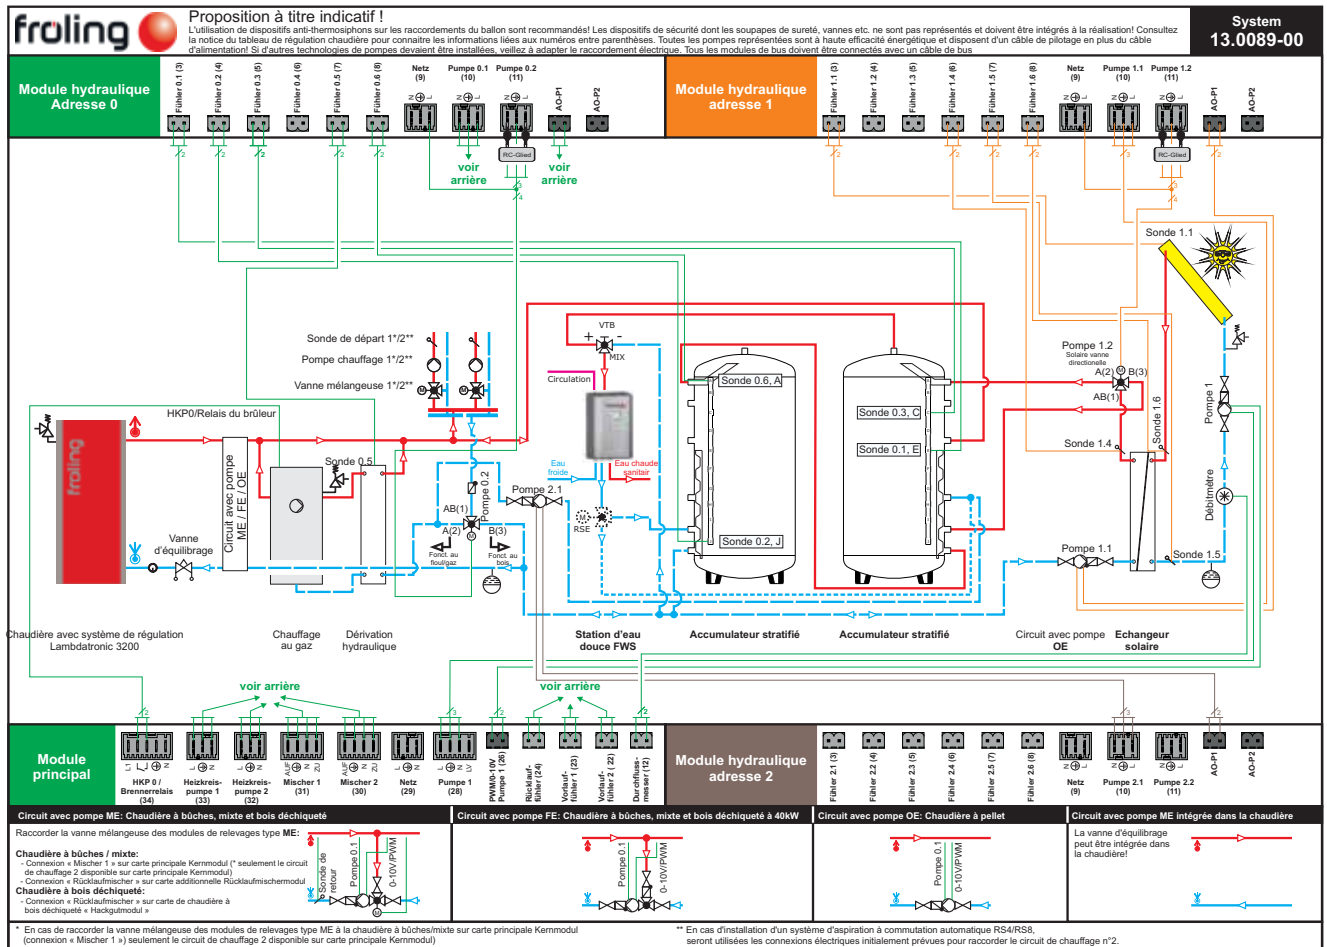 fröling
Proposition à titre indicatif !
L'utilisation de dispositifs anti-thermosiphons sur les raccordements du ballon sont recommandés! Les dispositifs de sécurité dont les soupapes de sureté, vannes etc. ne sont pas représentés et doivent être intégrés à la réalisation! Consultez
la notice du tableau de régulation chaudière pour connaitre les informations liées aux numéros entre parenthèses. Toutes les pompes représentées sont à haute efficacité énergétique et disposent d'un câble de pilotage en plus du câble
d'alimentation! Si d'autres technologies de pompes devaient être installées, veillez à adapter le raccordement électrique. Tous les modules de bus doivent être connectés avec un câble de bus
System
13.0089-00
Module hydraulique
Adresse 0
Fühler 0.1 (3)
Fühler 0.2 (4)
Fühler 0.3 (5)
Fühler 0.4 (6)
Fühler 0.5 (7)
Fühler 0.6 (8)
Netz
(9)
Pompe 0.1
(10)
Pompe 0.2
(11)
AO-P1
AO-P2
RC-Glied
voir
arrière
voir
arrière
Module hydraulique
adresse 1
Fühler 1.1 (3)
Fühler 1.2 (4)
Fühler 1.3 (5)
Fühler 1.4 (6)
Fühler 1.5 (7)
Fühler 1.6 (8)
Netz
(9)
Pompe 1.1
(10)
Pompe 1.2
(11)
AO-P1
AO-P2
RC-Glied
Sonde 1.1
Sonde de départ 1*/2**
Pompe chauffage 1*/2**
Vanne mélangeuse 1*/2**
VTB
+ -
MIX
Circulation
Sonde 0.6, A
Sonde 0.3, C
Sonde 0.1, E
Sonde 0.2, J
Pompe 1.2
Solaire vanne
directionelle
A(2)
B(3)
AB(1)
Sonde 1.6
Sonde 1.4
Pompe 1
Débitmètre
Pompe 1.1
Sonde 1.5
HKP0/Relais du brûleur
fröling
Circuit avec pompe
ME / FE / OE
Sonde 0.5
Vanne
d'équilibrage
Pompe 0.2
AB(1)
A(2)
B(3)
Fonct. au
fioul/gaz
Fonct. au
bois
Pompe 2.1
Eau
froide
Eau chaude
sanitair
RSE
Chaudière avec système de régulation
Lambdatronic 3200
Chauffage
au gaz
Dérivation
hydraulique
Station d'eau
douce FWS
Accumulateur stratifié
Accumulateur stratifié
Circuit avec pompe
OE
Echangeur
solaire
voir arrière
voir arrière
Module
principal
HKP 0 /
Brennerrelais
(34)
Heizkreis-
pumpe 1
(33)
Heizkreis-
pumpe 2
(32)
Mischer 1
(31)
Mischer 2
(30)
Netz
(29)
Pompe 1
(28)
PWM/0-10V
Pumpe 1 (26)
Rücklauf-
fühler (24)
Vorlauf-
fühler 1 (23)
Vorlauf-
fühler 2 ( 22)
Durchfluss-
messer (12)
Module hydraulique
adresse 2
Fühler 2.1 (3)
Fühler 2.2 (4)
Fühler 2.3 (5)
Fühler 2.4 (6)
Fühler 2.5 (7)
Fühler 2.6 (8)
Netz
(9)
Pompe 2.1
(10)
Pompe 2.2
(11)
AO-P1
AO-P2
Circuit avec pompe ME: Chaudière à bûches, mixte et bois déchiqueté
Raccorder la vanne mélangeuse des modules de relevages type ME:
Chaudière à bûches / mixte:
- Connexion « Mischer 1 » sur carte principale Kernmodul (* seulement le circuit
de chauffage 2 disponible sur carte principale Kernmodul)
- Connexion « Rücklaufmischer » sur carte additionnelle Rücklaufmischermodul
Chaudière à bois déchiqueté:
- Connexion « Rücklaufmischer » sur carte de chaudière à
bois déchiqueté « Hackgutmodul »
Sonde de
retour
Pompe 0.1
0-10V/PWM
Circuit avec pompe FE: Chaudière à bûches, mixte et bois déchiqueté à 40kW
Pompe 0.1
0-10V/PWM
Circuit avec pompe OE: Chaudière à pellet
Pompe 0.1
0-10V/PWM
Circuit avec pompe ME intégrée dans la chaudière
La vanne d'équilibrage
peut être intégrée dans
la chaudière!
* En cas de raccorder la vanne mélangeuse des modules de relevages type ME à la chaudière à bûches/mixte sur carte principale Kernmodul
(connexion « Mischer 1 ») seulement le circuit de chauffage 2 disponible sur carte principale Kernmodul)
** En cas d'installation d'un système d'aspiration à commutation automatique RS4/RS8,
seront utilisées les connexions électriques initialement prévues pour raccorder le circuit de chauffage n°2.